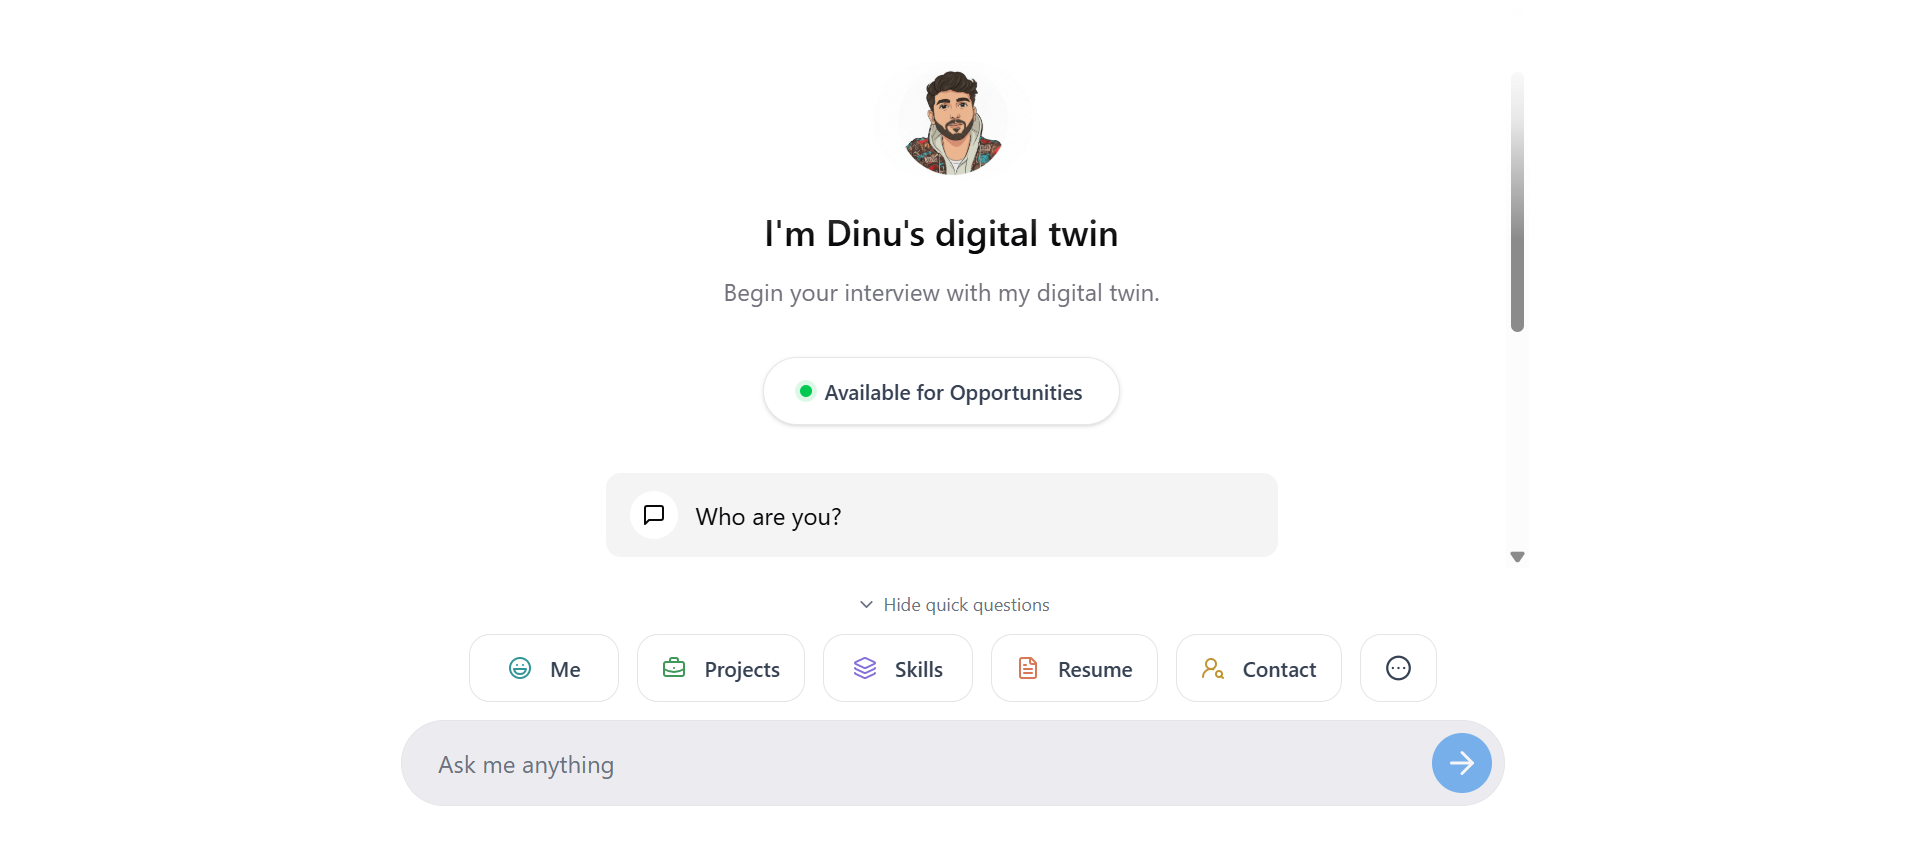 I'm Dinu's digital twin
Begin your interview with my digital twin.
Available for Opportunities
Who are you?
Hide quick questions
Me
Projects
Skills
Resume
Contact
Ask me anything